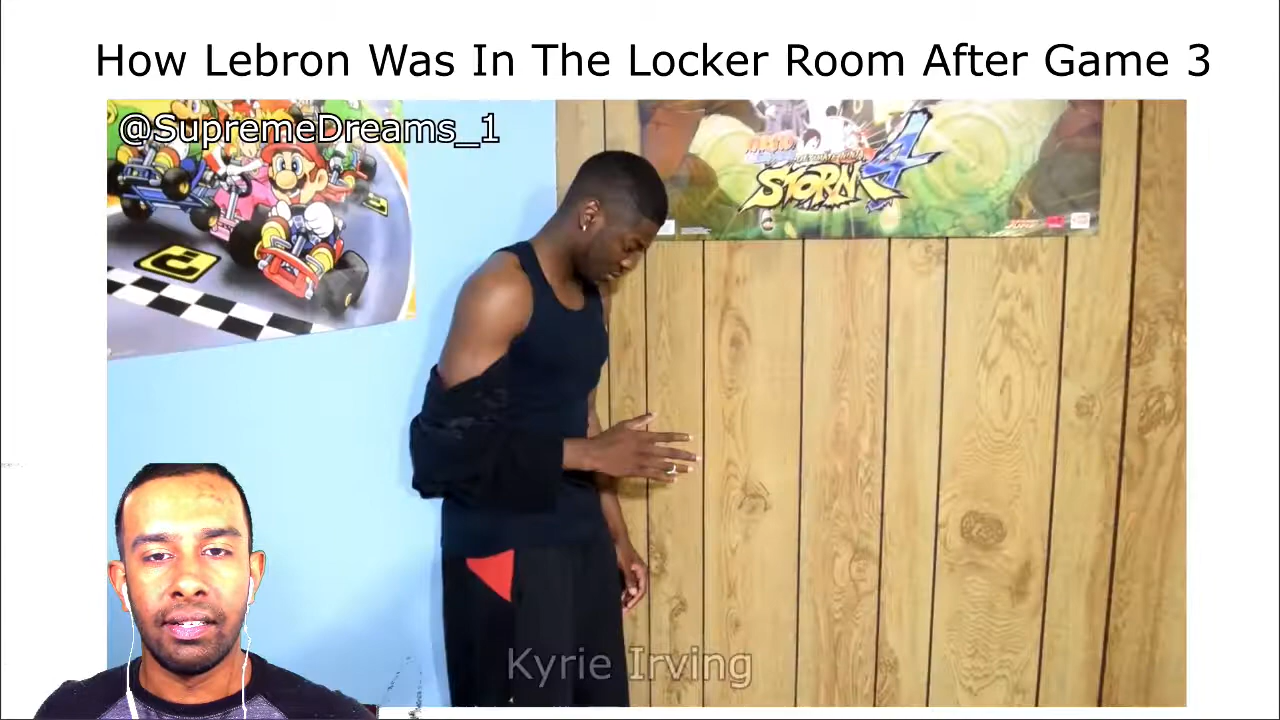 How Lebron Was In The Locker Room After Game 3
@SupremeDreams_1
STORM 4
Kyrie Irving